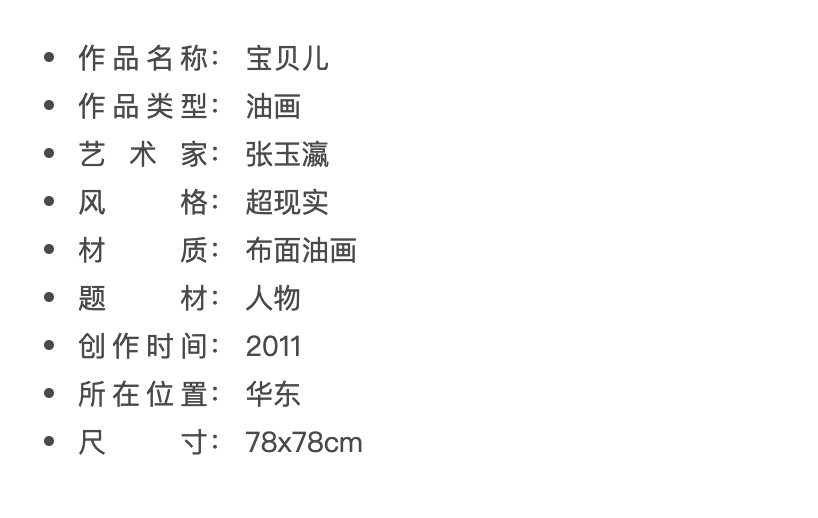 • 作品名称： 宝贝儿
• 作品类型： 油画
• 艺术家： 张玉瀛
• 风格： 超现实
• 材质： 布面油画
• 题材： 人物
• 创作时间： 2011
• 所在位置： 华东
• 尺寸： 78x78cm